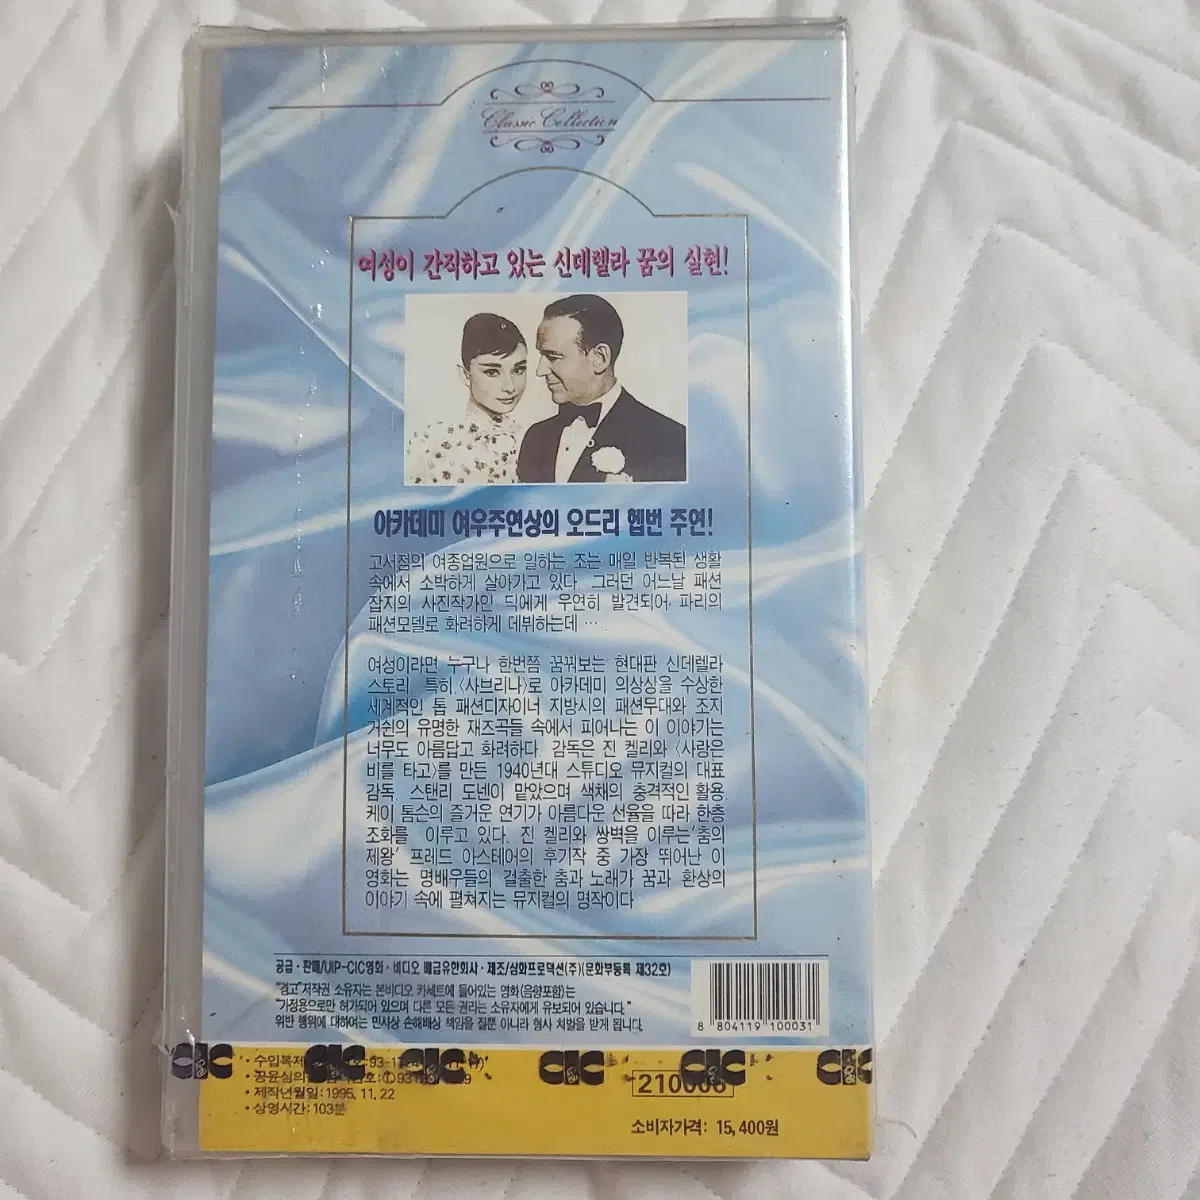 Classic Collection
여성이 간직하고 있는 신데렐라 꿈의 실현!
아카데미 여우주연상의 오드리 헵번 주연!
고서점의 여종업원으로 일하는 조는 매일 반복된 생활
속에서 소박하게 살아가고 있다. 그러던 어느날 패션
잡지의 사진작가인 딕에게 우연히 발견되어, 파리의
패션모델로 화려하게 데뷔하는데 …
여성이라면 누구나 한번쯤 꿈꿔보는 현대판 신데렐라
스토리. 특히 〈사브리나〉로 아카데미 의상상을 수상한
세계적인 톱 패션디자이너 지방시의 패션무대와 조지
거쉰의 유명한 재즈곡들 속에서 피어나는 이 이야기는
너무도 아름답고 화려하다. 감독은 진 켈리와 〈사랑은
비를 타고〉를 만든 1940년대 스튜디오 뮤지컬의 대표
감독. 스탠리 도넨이 맡았으며 색채의 충격적인 활용
케이 톰슨의 즐거운 연기가 아름다운 선율을 따라 한층
조화를 이루고 있다. 진 켈리와 쌍벽을 이루는 '춤의
제왕' 프레드 아스테어의 후기작 중 가장 뛰어난 이
영화는 명배우들의 걸출한 춤과 노래가 꿈과 환상의
이야기 속에 펼쳐지는 뮤지컬의 명작이다.
공급·판매/UIP-CIC영화·비디오 배급유한회사·제조/삼화프로덕션(주)(문화부등록 제32호)
"경고" 저작권 소유자는 본비디오 카세트에 들어있는 영화(음향포함)는
"가정용으로만 허가되어 있으며 다른 모든 권리는 소유자에게 유보되어 있습니다."
위반 행위에 대하여는 민사상 손해배상 책임을 질뿐 아니라 형사 처벌을 받게 됩니다.
8 804119 100031
CIC CIC CIC CIC CIC CIC
·수입복제
·공윤심의
·제작년월일:1995.11.22
·상영시간:103분
소비자가격: 15,400원